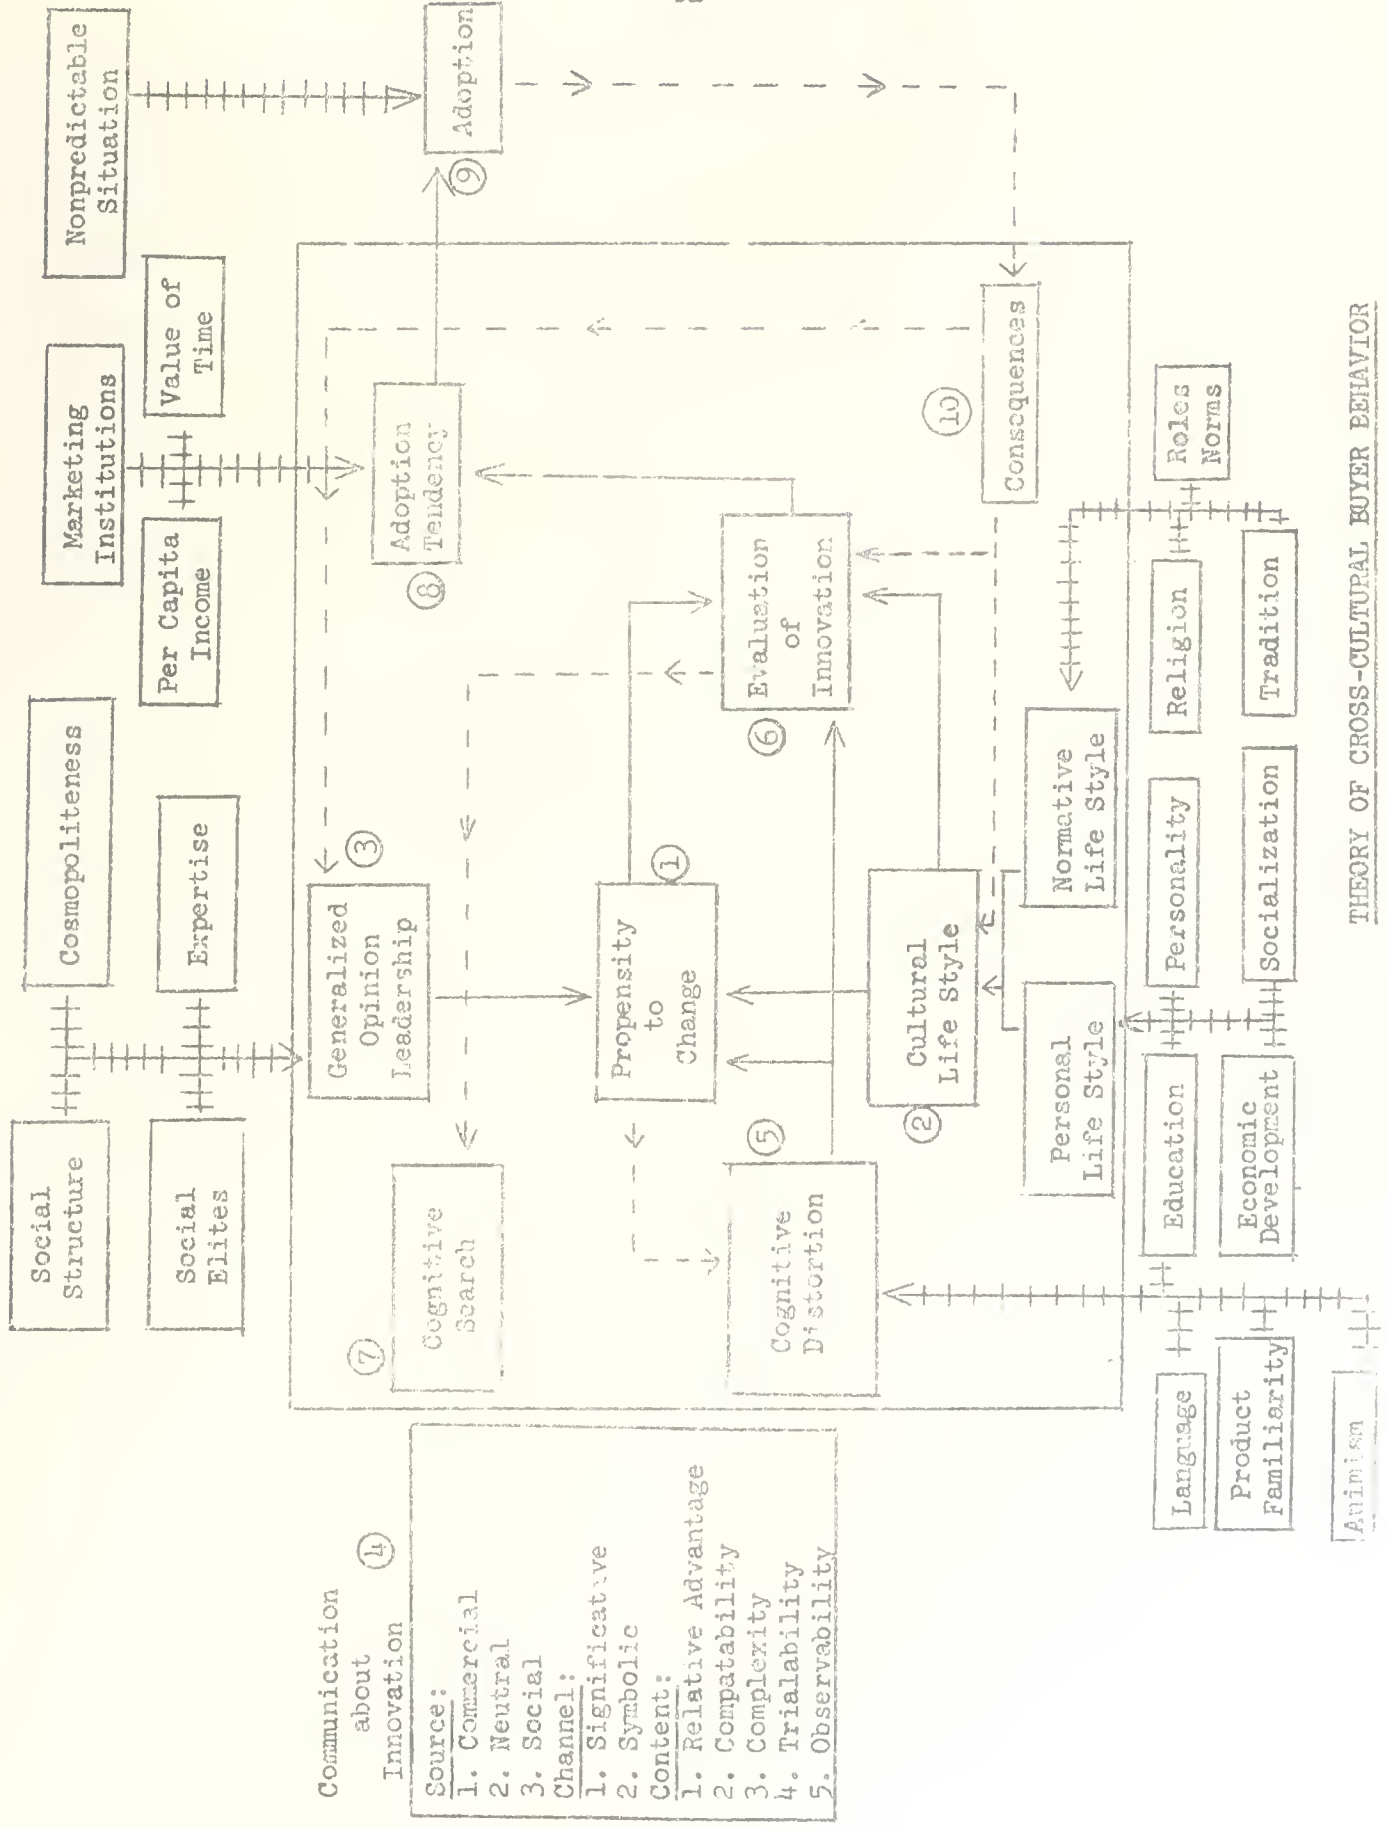 Social
Structure
Cosmopoliteness
Marketing
Institutions
Nonpredictable
Situation
Social
Elites
Expertise
Per Capita
Income
Value of
Time
Communication
about
Innovation
4
Source:
1. Commercial
2. Neutral
3. Social
Channel:
1. Significative
2. Symbolic
Content:
1. Relative Advantage
2. Compatability
3. Complexity
4. Trialability
5. Observability
7
Cognitive
Search
Generalized
Opinion
Leadership
3
8
Adoption
Tendency
9
Adoption
Propensity
to
Change
1
5
Cognitive
Distortion
6
Evaluation
of
Innovation
2
Cultural
Life Style
10
Consequences
Personal
Life Style
Normative
Life Style
Language
Education
Personality
Religion
Roles
Norms
Product
Familiarity
Economic
Development
Socialization
Tradition
Animism
THEORY OF CROSS-CULTURAL BUYER BEHAVIOR